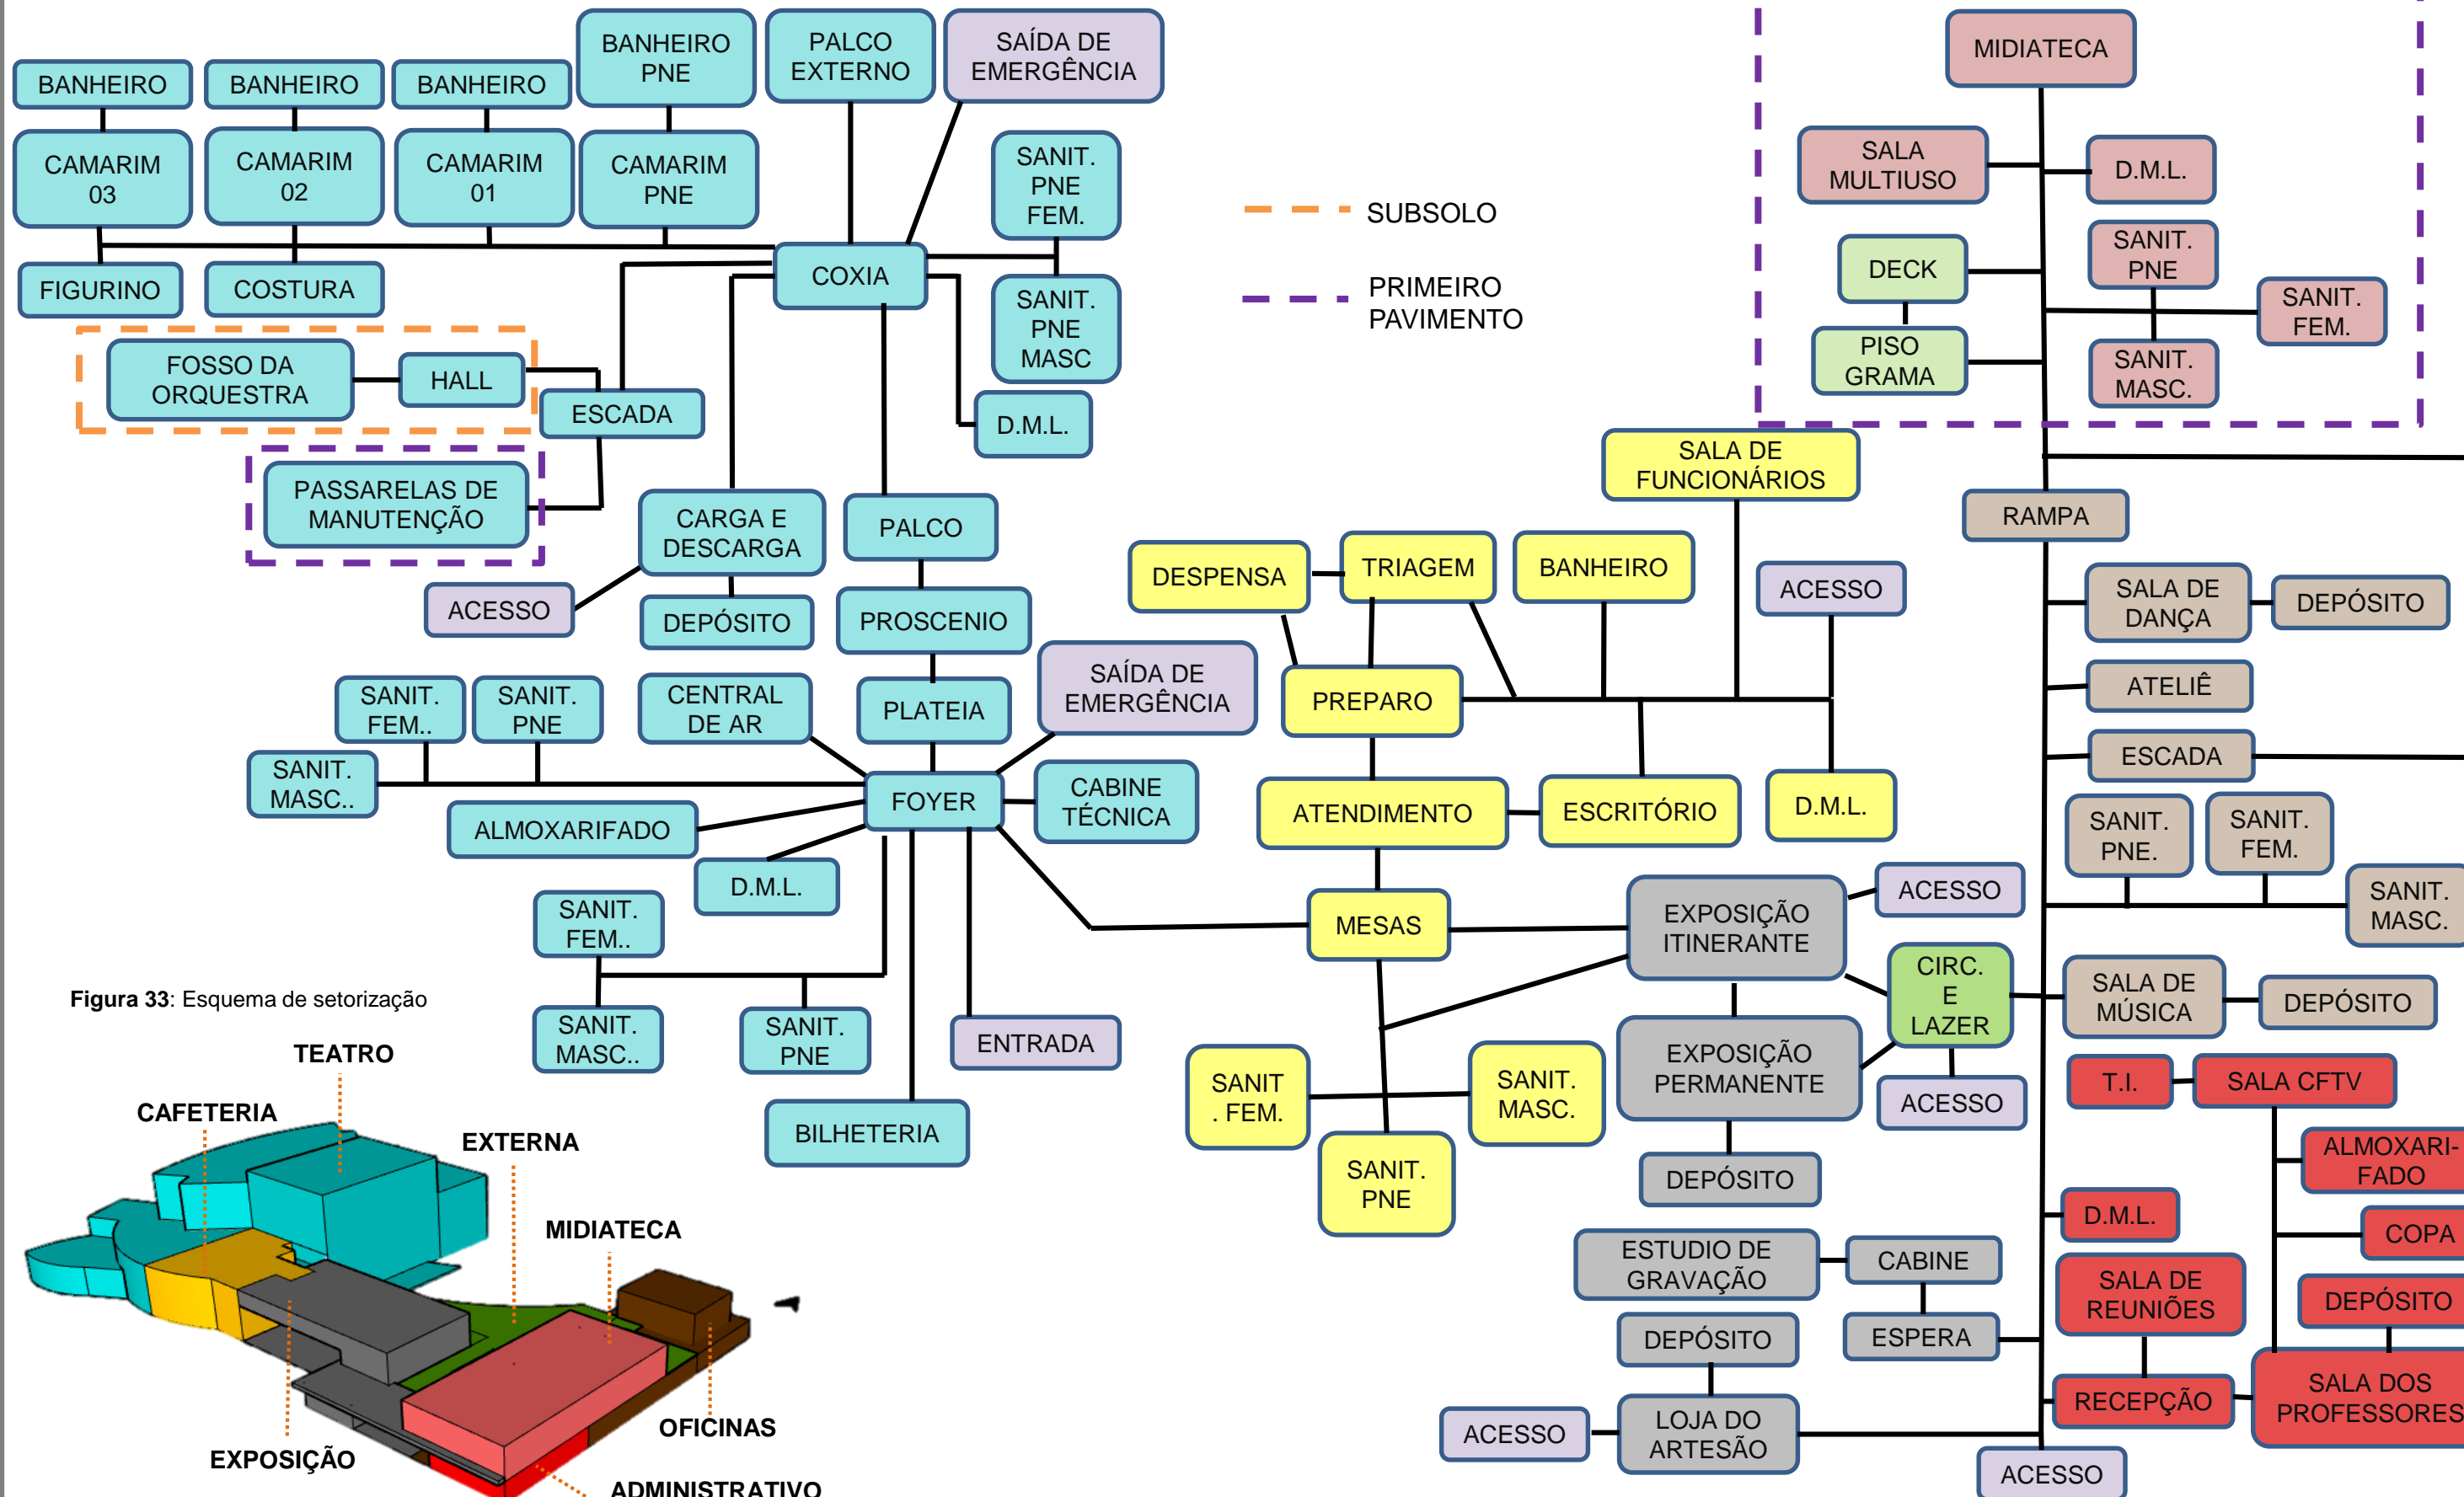 BANHEIRO
PNE
PALCO
EXTERNO
SAÍDA DE
EMERGÊNCIA
BANHEIRO
BANHEIRO
BANHEIRO
CAMARIM
03
CAMARIM
02
CAMARIM
01
CAMARIM
PNE
SANIT.
PNE
FEM.
FIGURINO
COSTURA
COXIA
SANIT.
PNE
MASC
FOSSO DA
ORQUESTRA
HALL
ESCADA
D.M.L.
PASSARELAS DE
MANUTENÇÃO
CARGA E
DESCARGA
PALCO
ACESSO
DEPÓSITO
PROSCENIO
SANIT.
FEM..
SANIT.
PNE
CENTRAL
DE AR
PLATEIA
SAÍDA DE
EMERGÊNCIA
SANIT.
MASC..
ALMOXARIFADO
FOYER
CABINE
TÉCNICA
D.M.L.
SANIT.
FEM..
SANIT.
MASC..
SANIT.
PNE
ENTRADA
BILHETERIA
SUBSOLO
PRIMEIRO
PAVIMENTO
MIDIATECA
SALA
MULTIUSO
D.M.L.
DECK
SANIT.
PNE
SANIT.
FEM.
PISO
GRAMA
SANIT.
MASC.
SALA DE
FUNCIONÁRIOS
DESPENSA
TRIAGEM
BANHEIRO
ACESSO
PREPARO
ATENDIMENTO
ESCRITÓRIO
D.M.L.
MESAS
SANIT
. FEM.
SANIT.
MASC.
SANIT.
PNE
EXPOSIÇÃO
ITINERANTE
ACESSO
CIRC.
E
LAZER
EXPOSIÇÃO
PERMANENTE
ACESSO
DEPÓSITO
RAMPA
SALA DE
DANÇA
DEPÓSITO
ATELIÊ
ESCADA
SANIT.
PNE.
SANIT.
FEM.
SANIT.
MASC.
SALA DE
MÚSICA
DEPÓSITO
T.I.
SALA CFTV
ALMOXARI-
FADO
D.M.L.
COPA
SALA DE
REUNIÕES
DEPÓSITO
RECEPÇÃO
SALA DOS
PROFESSORES
ESTUDIO DE
GRAVAÇÃO
CABINE
DEPÓSITO
ESPERA
ACESSO
LOJA DO
ARTESÃO
ACESSO
Figura 33: Esquema de setorização
TEATRO
CAFETERIA
EXTERNA
MIDIATECA
OFICINAS
EXPOSIÇÃO
ADMINISTRATIVO